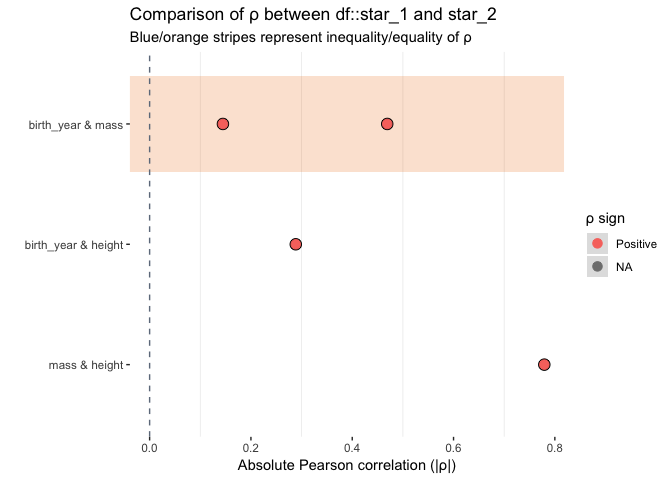 Comparison of ρ between df::star_1 and star_2
Blue/orange stripes represent inequality/equality of ρ
birth_year & mass
birth_year & height
mass & height
ρ sign
Positive
NA
0.0 0.2 0.4 0.6 0.8
Absolute Pearson correlation (|ρ|)